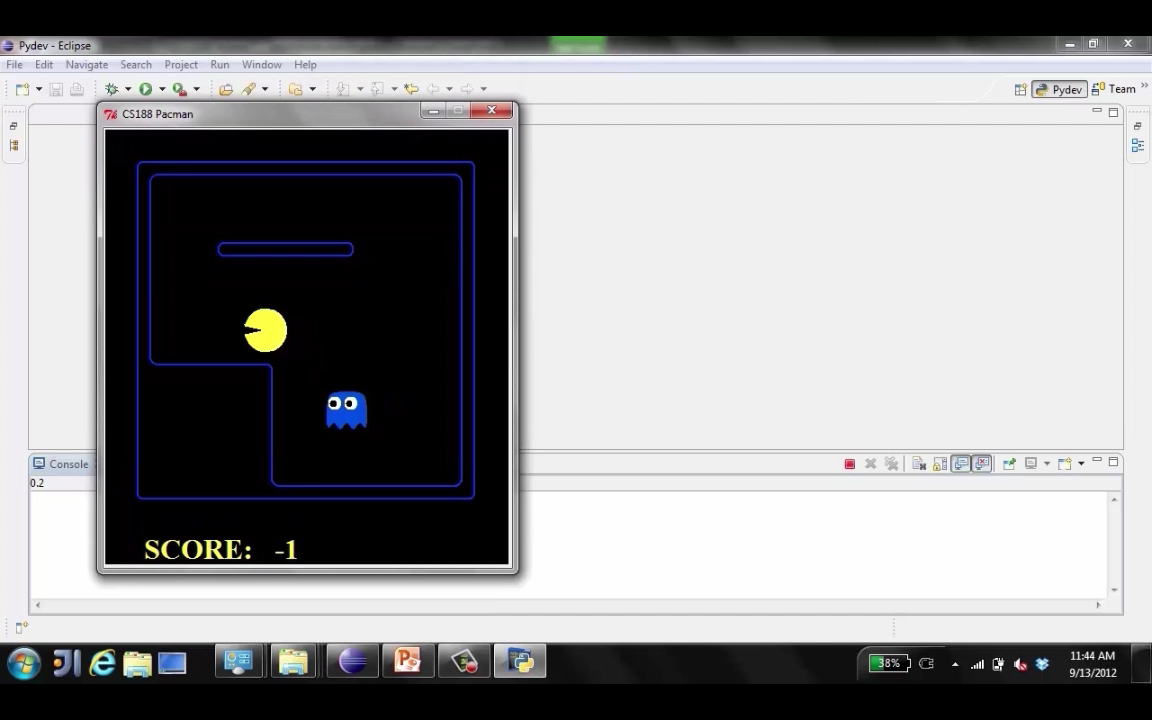 Pydev - Eclipse
File Edit Navigate Search Project Run Window Help
Pydev Team
CS188 Pacman
SCORE: -1
Console
0.2
38%
11:44 AM
9/13/2012